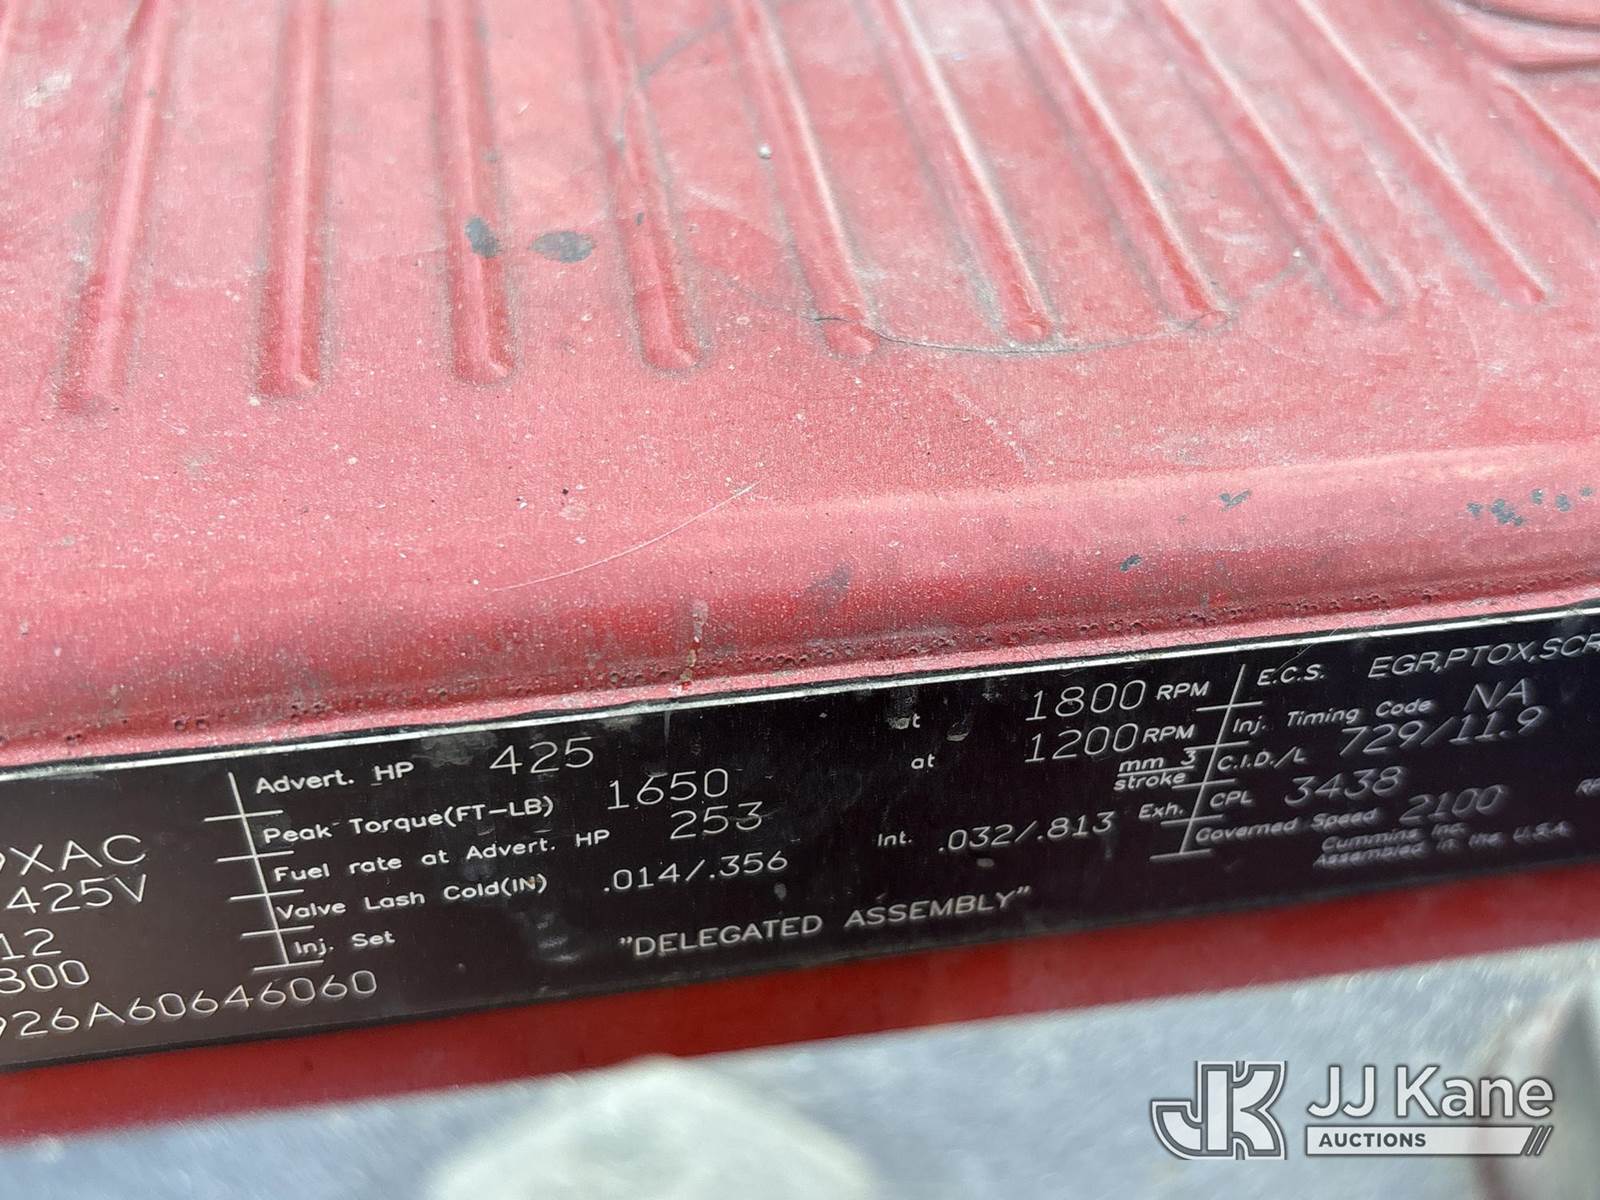 Advert. HP 425 at 1800 RPM E.C.S. EGR,PTOX,SCR
Peak Torque(FT-LB) 1650 at 1200 RPM Inj. Timing Code NA
Fuel rate at Advert. HP 253 mm 3 stroke C.I.D./L 729/11.9
Valve Lash Cold(IN) .014/.356 Int. .032/.813 Exh. CPL 3438
Inj. Set "DELEGATED ASSEMBLY" Governed Speed 2100
Cummins Inc.
Assembled in the U.S.A.
XAC
425V
12
800
926A60646060
JK JJ Kane
AUCTIONS